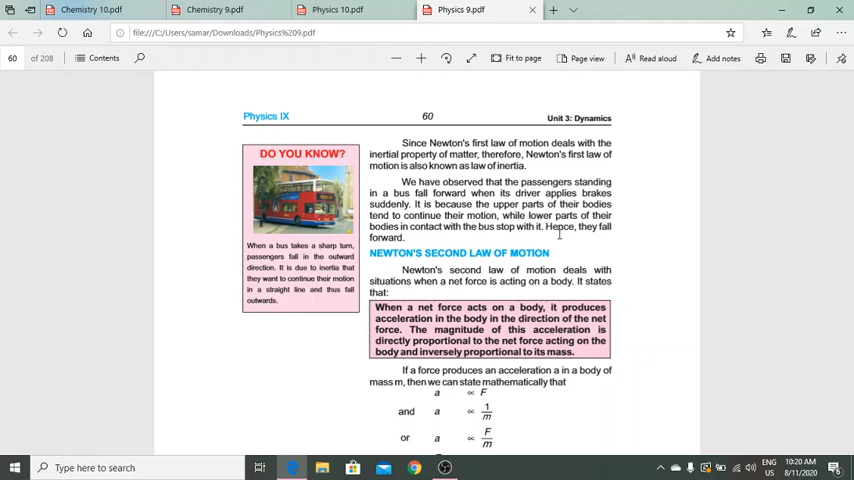 Chemistry 10.pdf
Chemistry 9.pdf
Physics 10.pdf
Physics 9.pdf
file:///C:/Users/samar/Downloads/Physics%209.pdf
60 of 208
Contents
Fit to page
Page view
Read aloud
Add notes
Physics IX
60
Unit 3: Dynamics
DO YOU KNOW?
When a bus takes a sharp turn,
passengers fall in the outward
direction. It is due to inertia that
they want to continue their motion
in a straight line and thus fall
outwards.
Since Newton's first law of motion deals with the
inertial property of matter, therefore, Newton's first law of
motion is also known as law of inertia.
We have observed that the passengers standing
in a bus fall forward when its driver applies brakes
suddenly. It is because the upper parts of their bodies
tend to continue their motion, while lower parts of their
bodies in contact with the bus stop with it. Hence, they fall
forward.
NEWTON'S SECOND LAW OF MOTION
Newton's second law of motion deals with
situations when a net force is acting on a body. It states
that:
When a net force acts on a body, it produces
acceleration in the body in the direction of the net
force. The magnitude of this acceleration is
directly proportional to the net force acting on the
body and inversely proportional to its mass.
If a force produces an acceleration a in a body of
mass m, then we can state mathematically that
a ∝ F
and a ∝ 1/m
or a ∝ F/m
Type here to search
ENG
US
10:20 AM
8/11/2020